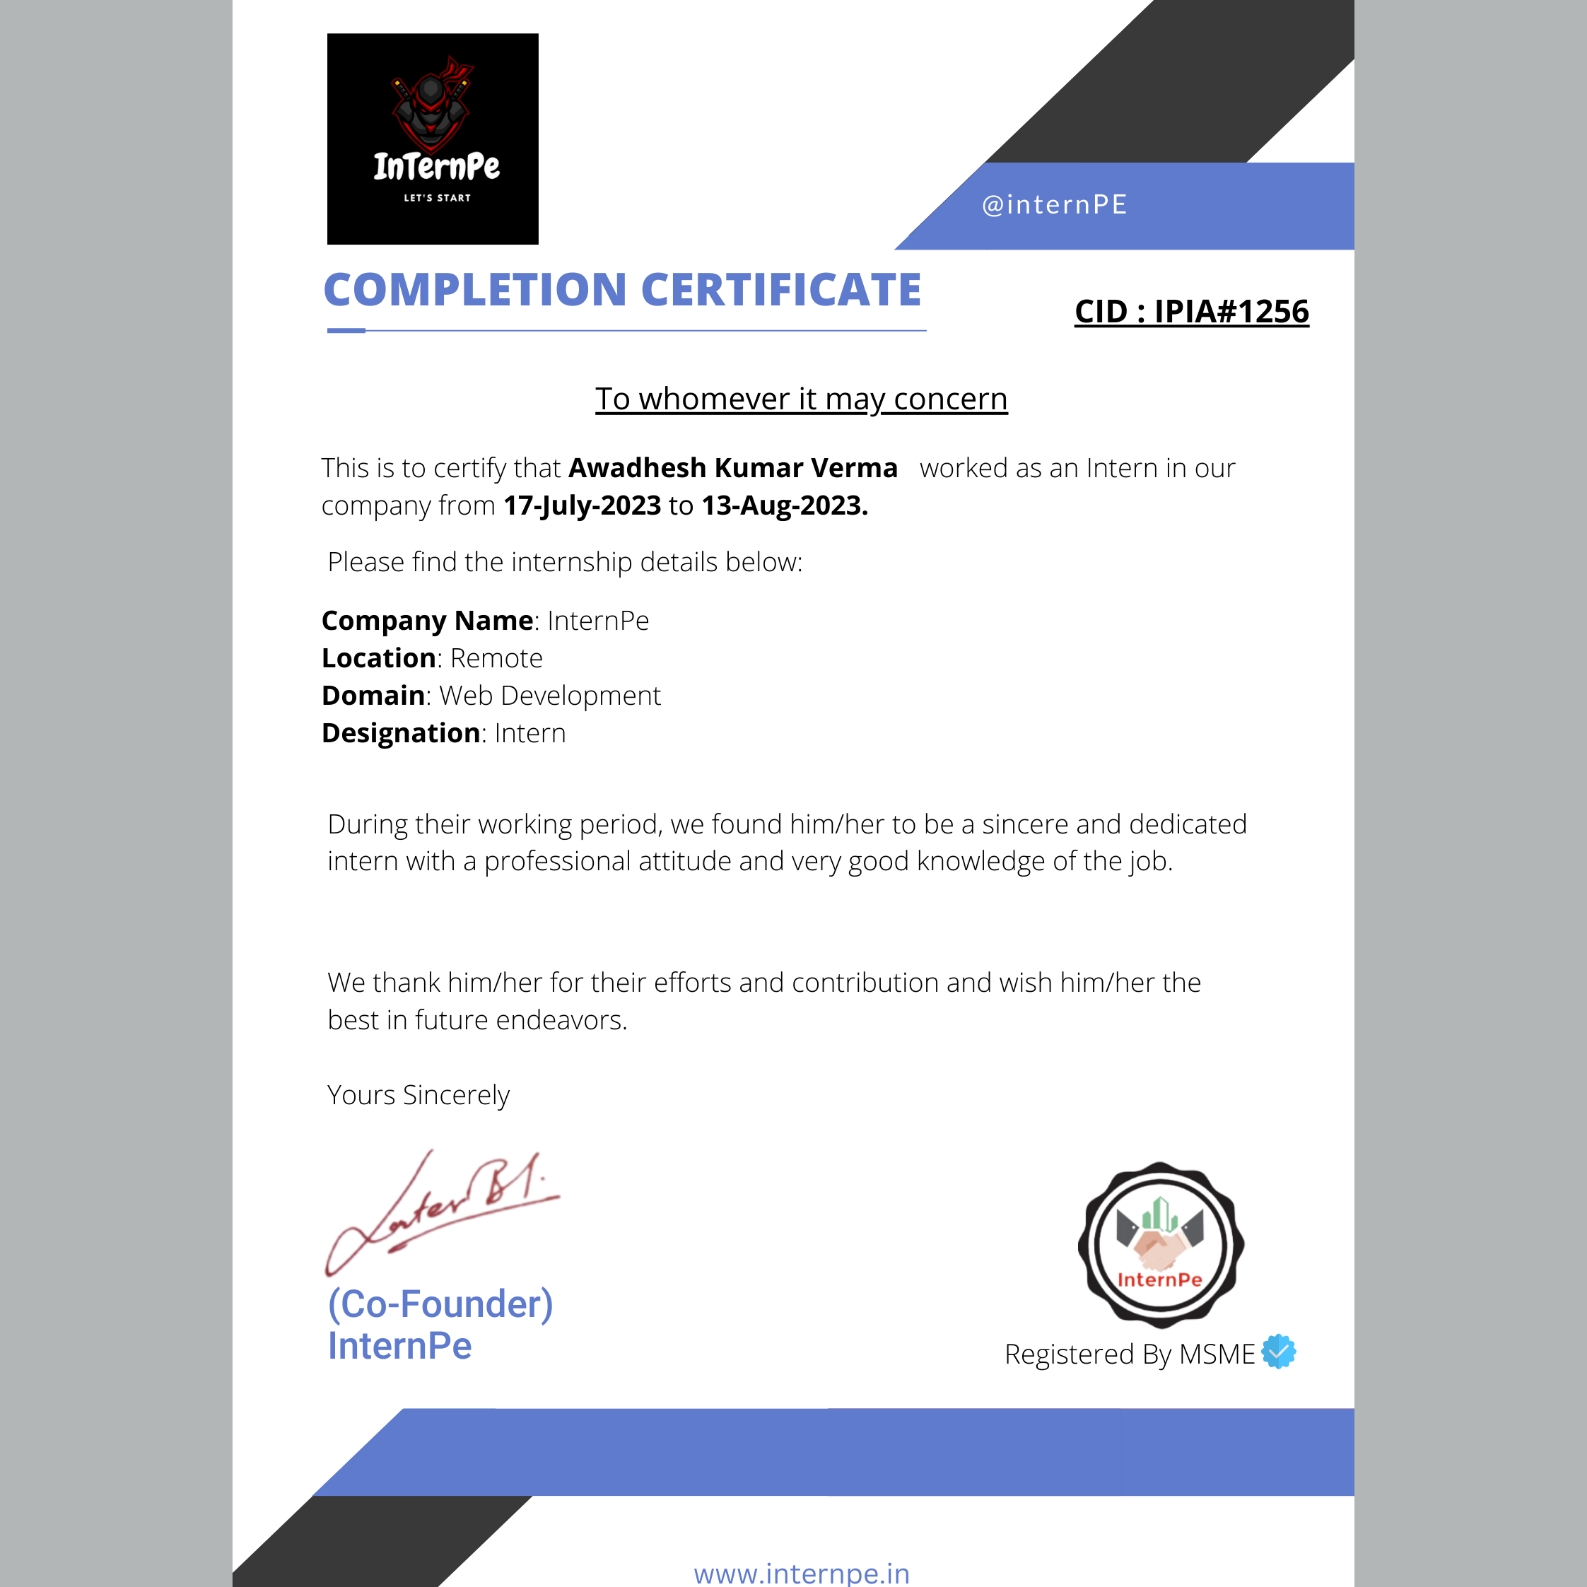 InTernPe
LET'S START
@internPE
COMPLETION CERTIFICATE
CID : IPIA#1256
To whomever it may concern
This is to certify that Awadhesh Kumar Verma worked as an Intern in our
company from 17-July-2023 to 13-Aug-2023.
Please find the internship details below:
Company Name: InternPe
Location: Remote
Domain: Web Development
Designation: Intern
During their working period, we found him/her to be a sincere and dedicated
intern with a professional attitude and very good knowledge of the job.
We thank him/her for their efforts and contribution and wish him/her the
best in future endeavors.
Yours Sincerely
(Co-Founder)
InternPe
InternPe
Registered By MSME
www.internpe.in